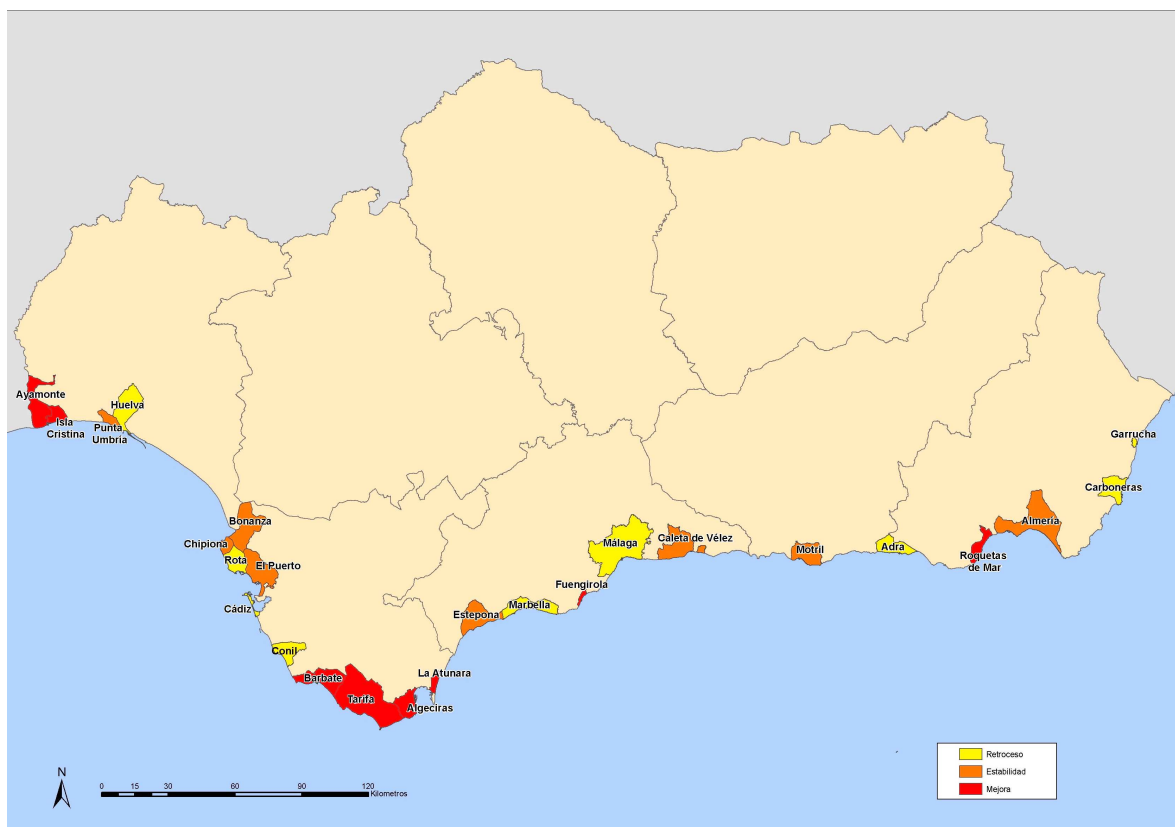 Ayamonte
Isla
Cristina
Huelva
Punta
Umbría
Bonanza
Chipiona
Rota
El Puerto
Cádiz
Conil
Barbate
Tarifa
Algeciras
La Atunara
Estepona
Marbella
Fuengirola
Málaga
Caleta de Vélez
Motril
Adra
Roquetas
de Mar
Almería
Carboneras
Garrucha
N
0 15 30 60 90 120
Kilometros
Retroceso
Estabilidad
Mejora